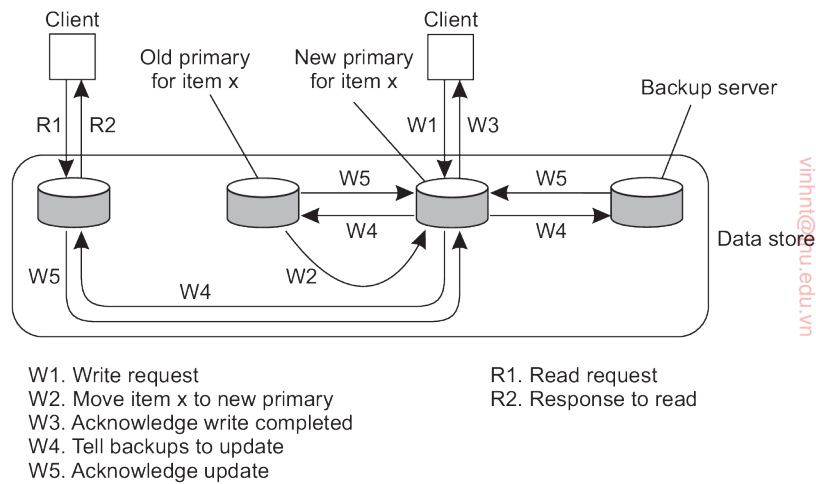 Client
Client
Old primary
for item x
New primary
for item x
Backup server
R1
R2
W1
W3
W5
W5
W4
W4
Data store
W5
W2
W4
W1. Write request
W2. Move item x to new primary
W3. Acknowledge write completed
W4. Tell backups to update
W5. Acknowledge update
R1. Read request
R2. Response to read